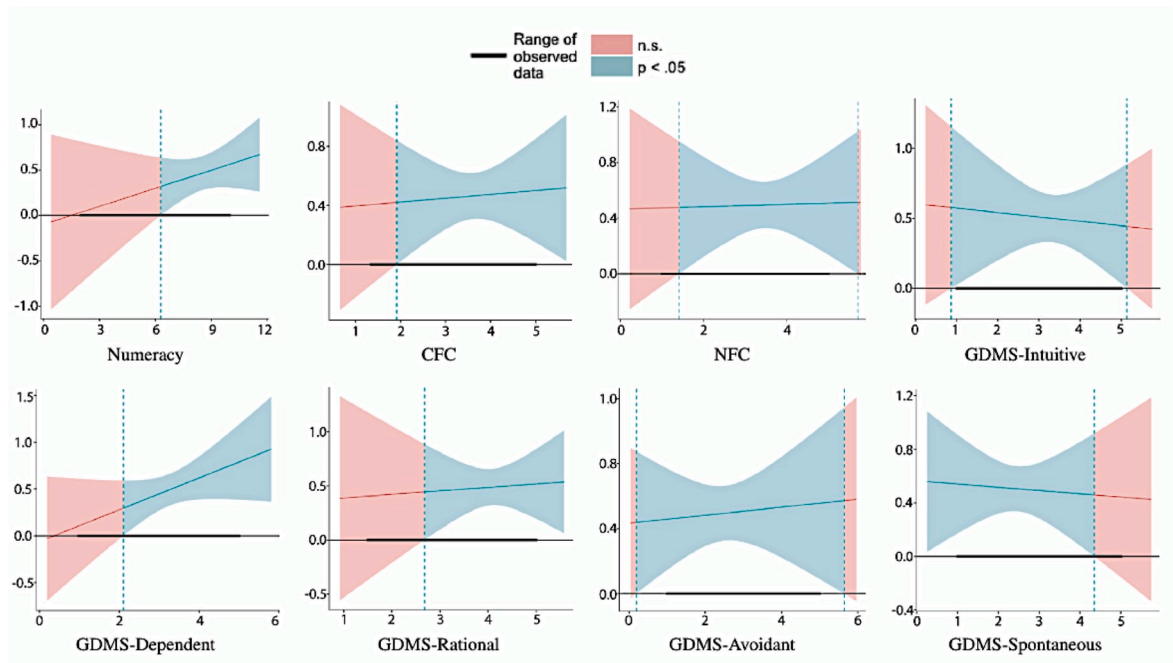 Range of
observed
data
n.s.
p < .05
1.0
0.5
0.0
-0.5
-1.0
0 3 6 9 12
Numeracy
0.8
0.4
0.0
1 2 3 4 5
CFC
1.2
0.8
0.4
0.0
0 2 4
NFC
1.0
0.5
0.0
0 1 2 3 4 5
GDMS-Intuitive
1.5
1.0
0.5
0.0
-0.5
0 2 4 6
GDMS-Dependent
1.0
0.5
0.0
-0.5
1 2 3 4 5
GDMS-Rational
1.0
0.8
0.4
0.0
0 1 2 3 4 5 6
GDMS-Avoidant
1.2
0.8
0.4
0.0
-0.4
0 1 2 3 4 5
GDMS-Spontaneous